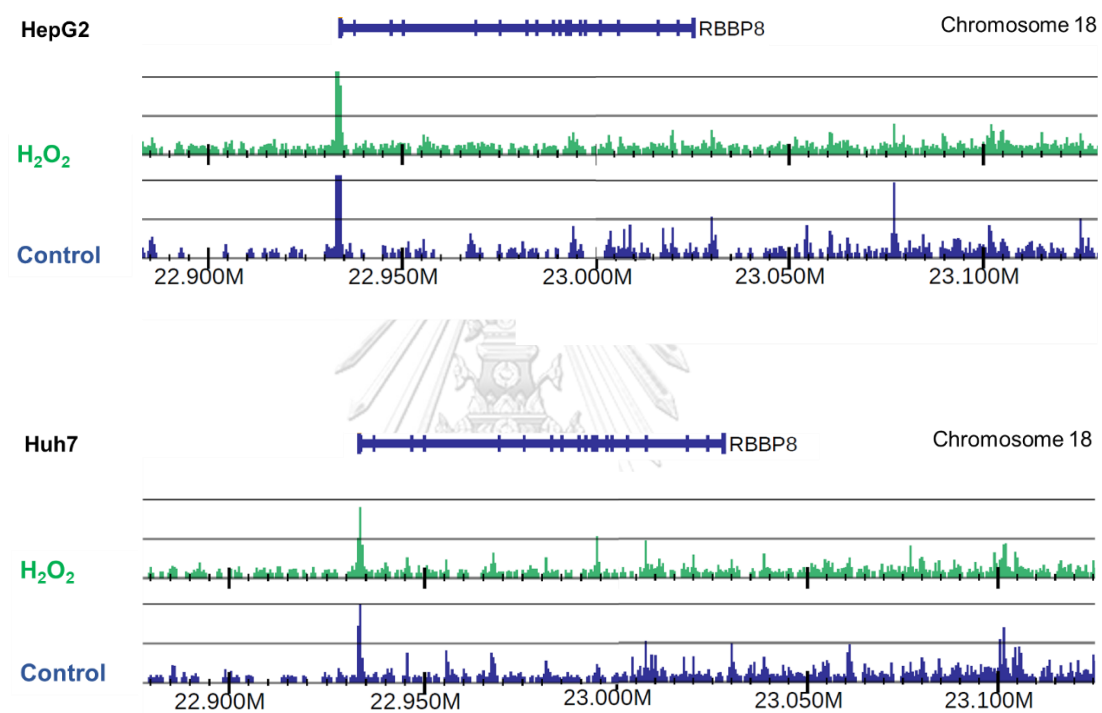 HepG2
RBBP8
Chromosome 18
H₂O₂
Control
22.900M 22.950M 23.000M 23.050M 23.100M
Huh7
RBBP8
Chromosome 18
H₂O₂
Control
22.900M 22.950M 23.000M 23.050M 23.100M